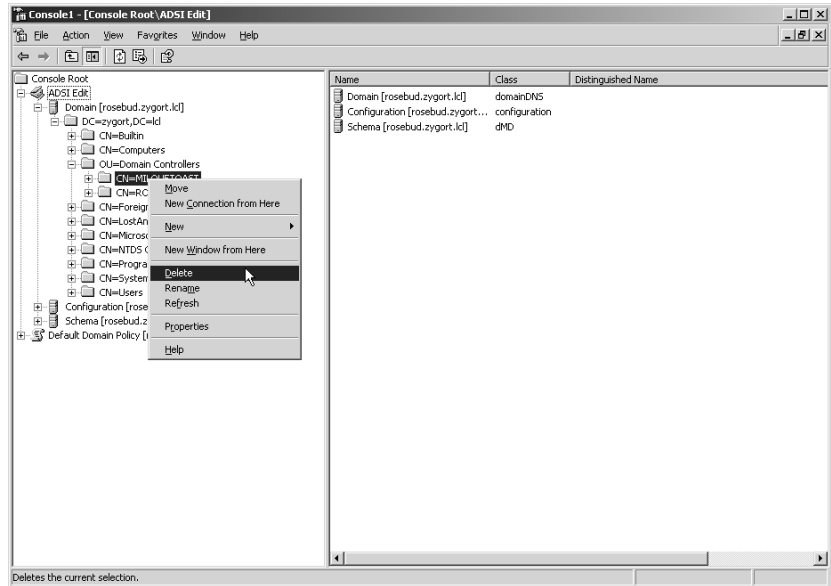 Console1 - [Console Root\ADSI Edit]
File Action View Favorites Window Help
Console Root
ADSI Edit
Domain [rosebud.zygort.lcl]
DC=zygort,DC=lcl
CN=Builtin
CN=Computers
OU=Domain Controllers
CN=MILQUETOAST
CN=RO
CN=Foreign
CN=LostAn
CN=Microso
CN=NTDS
CN=Progra
CN=System
CN=Users
Configuration [rose
Schema [rosebud.z
Default Domain Policy [
Move
New Connection from Here
New
New Window from Here
Delete
Rename
Refresh
Properties
Help
Name Class Distinguished Name
Domain [rosebud.zygort.lcl] domainDNS
Configuration [rosebud.zygort... configuration
Schema [rosebud.zygort.lcl] dMD
Deletes the current selection.